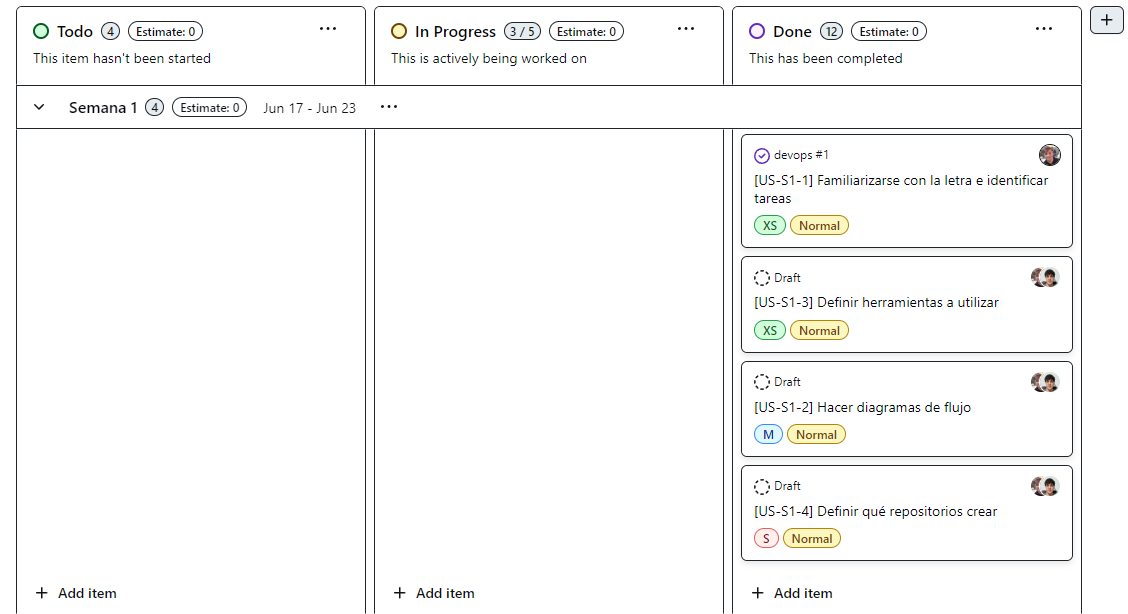 Todo 4 Estimate: 0
This item hasn't been started
In Progress 3 / 5 Estimate: 0
This is actively being worked on
Done 12 Estimate: 0
This has been completed
Semana 1 4 Estimate: 0 Jun 17 - Jun 23
devops #1
[US-S1-1] Familiarizarse con la letra e identificar
tareas
XS Normal
Draft
[US-S1-3] Definir herramientas a utilizar
XS Normal
Draft
[US-S1-2] Hacer diagramas de flujo
M Normal
Draft
[US-S1-4] Definir qué repositorios crear
S Normal
+ Add item
+ Add item
+ Add item